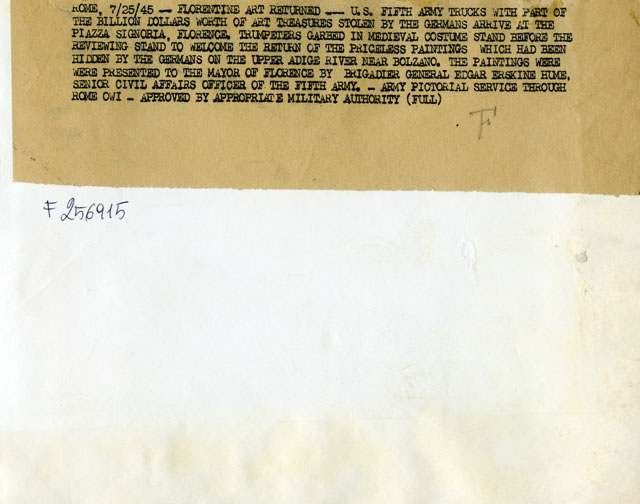 ROME, 7/25/45 -- FLORENTINE ART RETURNED --- U.S. FIFTH ARMY TRUCKS WITH PART OF
THE BILLION DOLLARS WORTH OF ART TREASURES STOLEN BY THE GERMANS ARRIVE AT THE
PIAZZA SIGNORIA, FLORENCE. TRUMPETERS GARBED IN MEDIEVAL COSTUME STAND BEFORE THE
REVIEWING STAND TO WELCOME THE RETURN OF THE PRICELESS PAINTINGS WHICH HAD BEEN
HIDDEN BY THE GERMANS ON THE UPPER ADIGE RIVER NEAR BOLZANO. THE PAINTINGS WERE
WERE PRESENTED TO THE MAYOR OF FLORENCE BY BRIGADIER GENERAL EDGAR ERSKINE HUME,
SENIOR CIVIL AFFAIRS OFFICER OF THE FIFTH ARMY. - ARMY PICTORIAL SERVICE THROUGH
ROME OWI - APPROVED BY APPROPRIATE MILITARY AUTHORITY (FULL)
F 256915